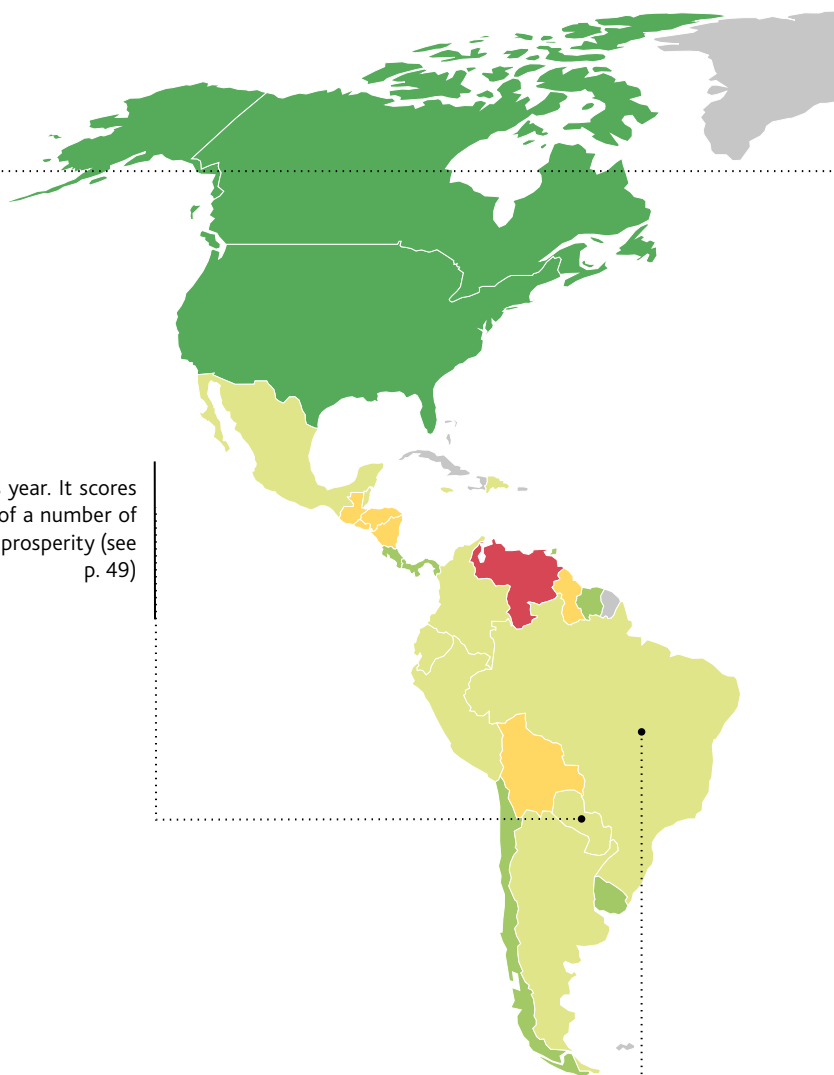 year. It scores
of a number of
prosperity (see
p. 49)